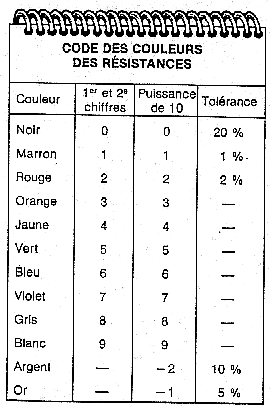 CODE DES COULEURS
DES RÉSISTANCES
Couleur 1er et 2e chiffres Puissance de 10 Tolérance
Noir 0 0 20 %
Marron 1 1 1 %
Rouge 2 2 2 %
Orange 3 3 —
Jaune 4 4 —
Vert 5 5 —
Bleu 6 6 —
Violet 7 7 —
Gris 8 8 —
Blanc 9 9 —
Argent — −2 10 %
Or — −1 5 %